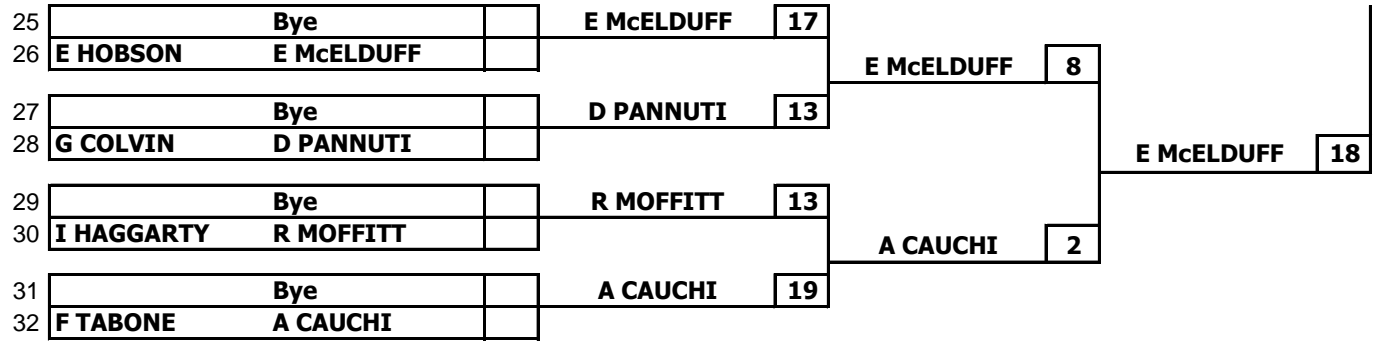 25 Bye E McELDUFF 17
26 E HOBSON E McELDUFF
E McELDUFF 8
27 Bye D PANNUTI 13
28 G COLVIN D PANNUTI
E McELDUFF 18
29 Bye R MOFFITT 13
30 I HAGGARTY R MOFFITT
A CAUCHI 2
31 Bye A CAUCHI 19
32 F TABONE A CAUCHI